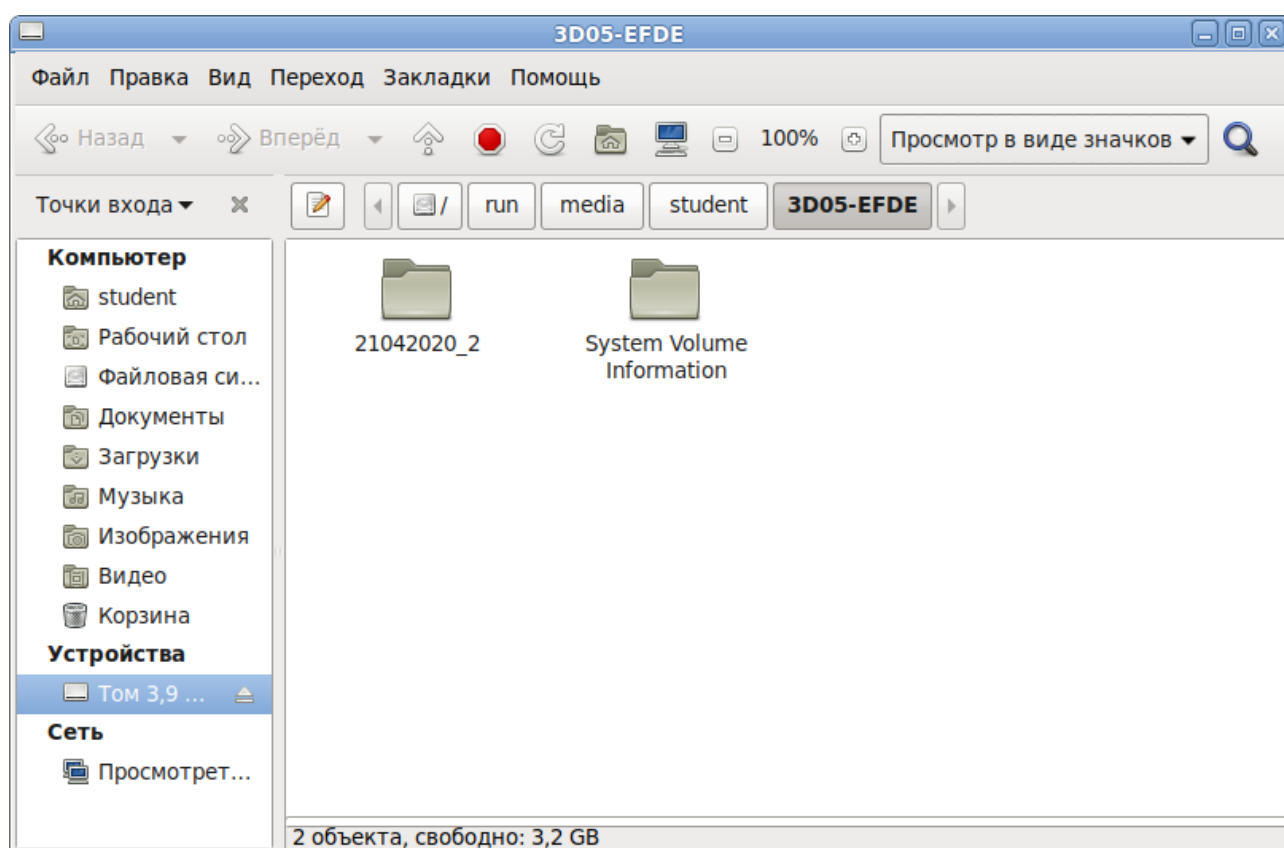 3D05-EFDE
Файл Правка Вид Переход Закладки Помощь
Назад Вперёд 100% Просмотр в виде значков
Точки входа / run media student 3D05-EFDE
Компьютер
student
Рабочий стол
Файловая си...
Документы
Загрузки
Музыка
Изображения
Видео
Корзина
Устройства
Том 3,9 ...
Сеть
Просмотрет...
21042020_2
System Volume
Information
2 объекта, свободно: 3,2 GB